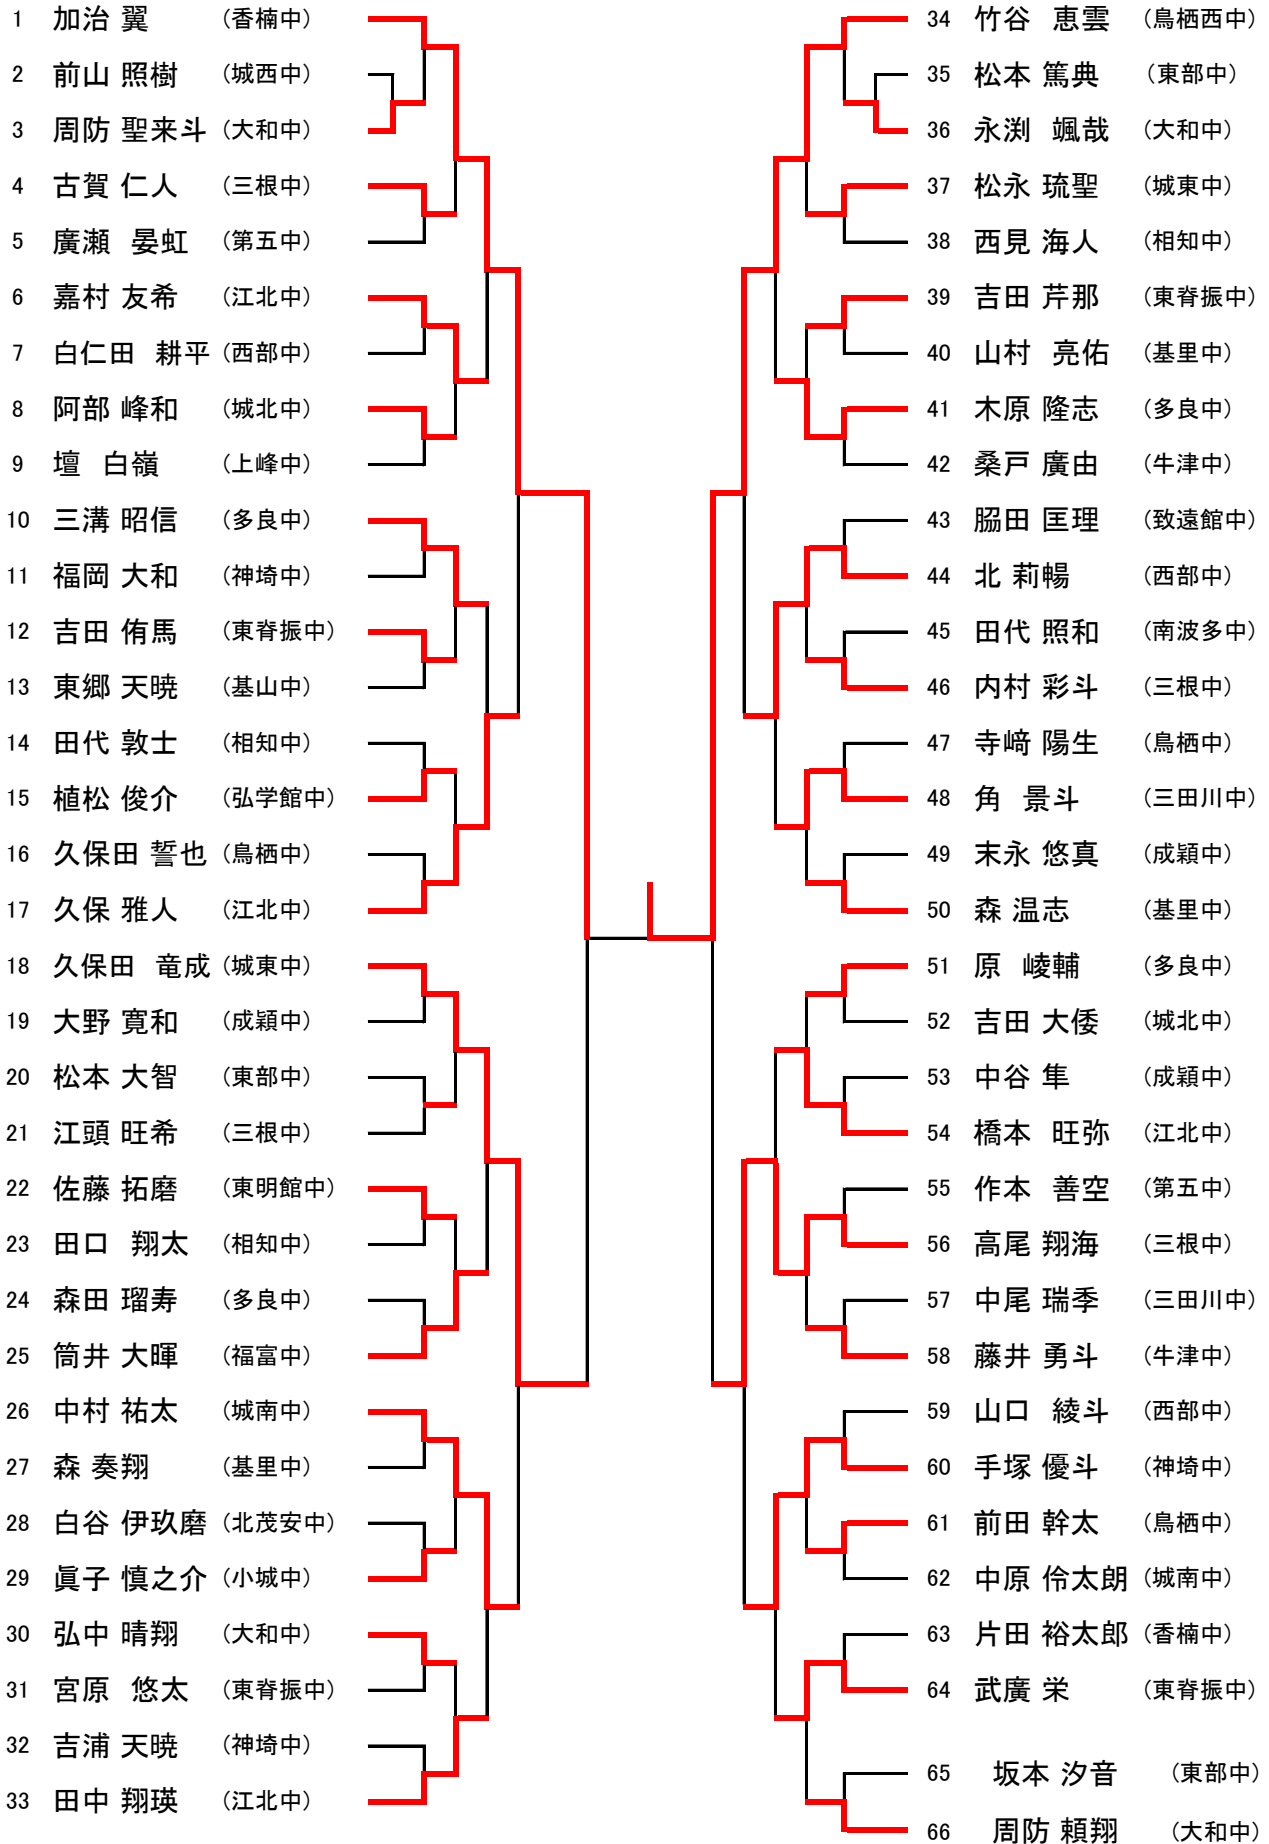 1 加治 翼 （香楠中）
2 前山 照樹 （城西中）
3 周防 聖来斗 （大和中）
4 古賀 仁人 （三根中）
5 廣瀬 晏虹 （第五中）
6 嘉村 友希 （江北中）
7 白仁田 耕平 （西部中）
8 阿部 峰和 （城北中）
9 壇 白嶺 （上峰中）
10 三溝 昭信 （多良中）
11 福岡 大和 （神埼中）
12 吉田 侑馬 （東脊振中）
13 東郷 天暁 （基山中）
14 田代 敦士 （相知中）
15 植松 俊介 （弘学館中）
16 久保田 誓也 （鳥栖中）
17 久保 雅人 （江北中）
18 久保田 竜成 （城東中）
19 大野 寛和 （成穎中）
20 松本 大智 （東部中）
21 江頭 旺希 （三根中）
22 佐藤 拓磨 （東明館中）
23 田口 翔太 （相知中）
24 森田 瑠寿 （多良中）
25 筒井 大暉 （福富中）
26 中村 祐太 （城南中）
27 森 奏翔 （基里中）
28 白谷 伊玖磨 （北茂安中）
29 眞子 慎之介 （小城中）
30 弘中 晴翔 （大和中）
31 宮原 悠太 （東脊振中）
32 吉浦 天暁 （神埼中）
33 田中 翔瑛 （江北中）
34 竹谷 恵雲 （鳥栖西中）
35 松本 篤典 （東部中）
36 永渕 颯哉 （大和中）
37 松永 琉聖 （城東中）
38 西見 海人 （相知中）
39 吉田 芹那 （東脊振中）
40 山村 亮佑 （基里中）
41 木原 隆志 （多良中）
42 桑戸 廣由 （牛津中）
43 脇田 匡理 （致遠館中）
44 北 莉暢 （西部中）
45 田代 照和 （南波多中）
46 内村 彩斗 （三根中）
47 寺﨑 陽生 （鳥栖中）
48 角 景斗 （三田川中）
49 末永 悠真 （成穎中）
50 森 温志 （基里中）
51 原 崚輔 （多良中）
52 吉田 大倭 （城北中）
53 中谷 隼 （成穎中）
54 橋本 旺弥 （江北中）
55 作本 善空 （第五中）
56 高尾 翔海 （三根中）
57 中尾 瑞季 （三田川中）
58 藤井 勇斗 （牛津中）
59 山口 綾斗 （西部中）
60 手塚 優斗 （神埼中）
61 前田 幹太 （鳥栖中）
62 中原 伶太朗 （城南中）
63 片田 裕太郎 （香楠中）
64 武廣 栄 （東脊振中）
65 坂本 汐音 （東部中）
66 周防 頼翔 （大和中）